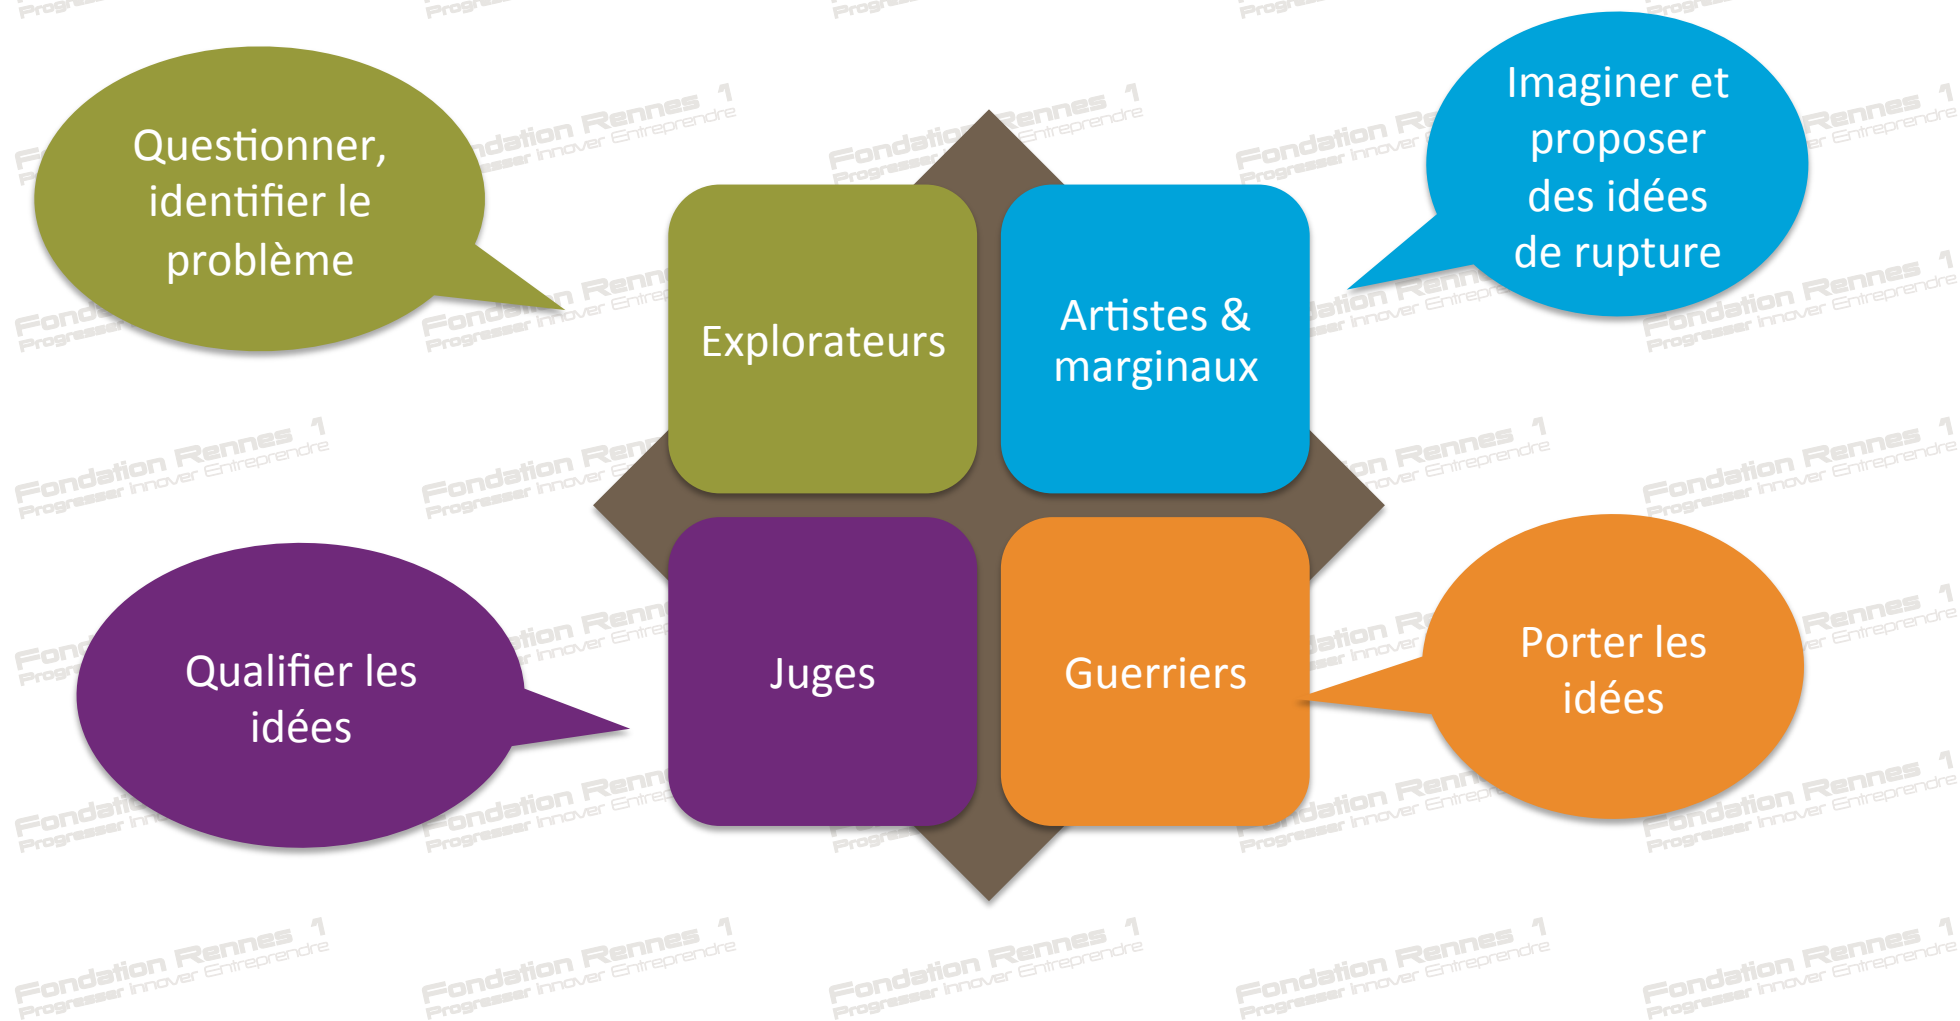 Questionner,
identifier le
problème
Imaginer et
proposer
des idées
de rupture
Explorateurs
Artistes &
marginaux
Qualifier les
idées
Juges
Guerriers
Porter les
idées
Fondation Rennes 1
Progresser Innover Entreprendre